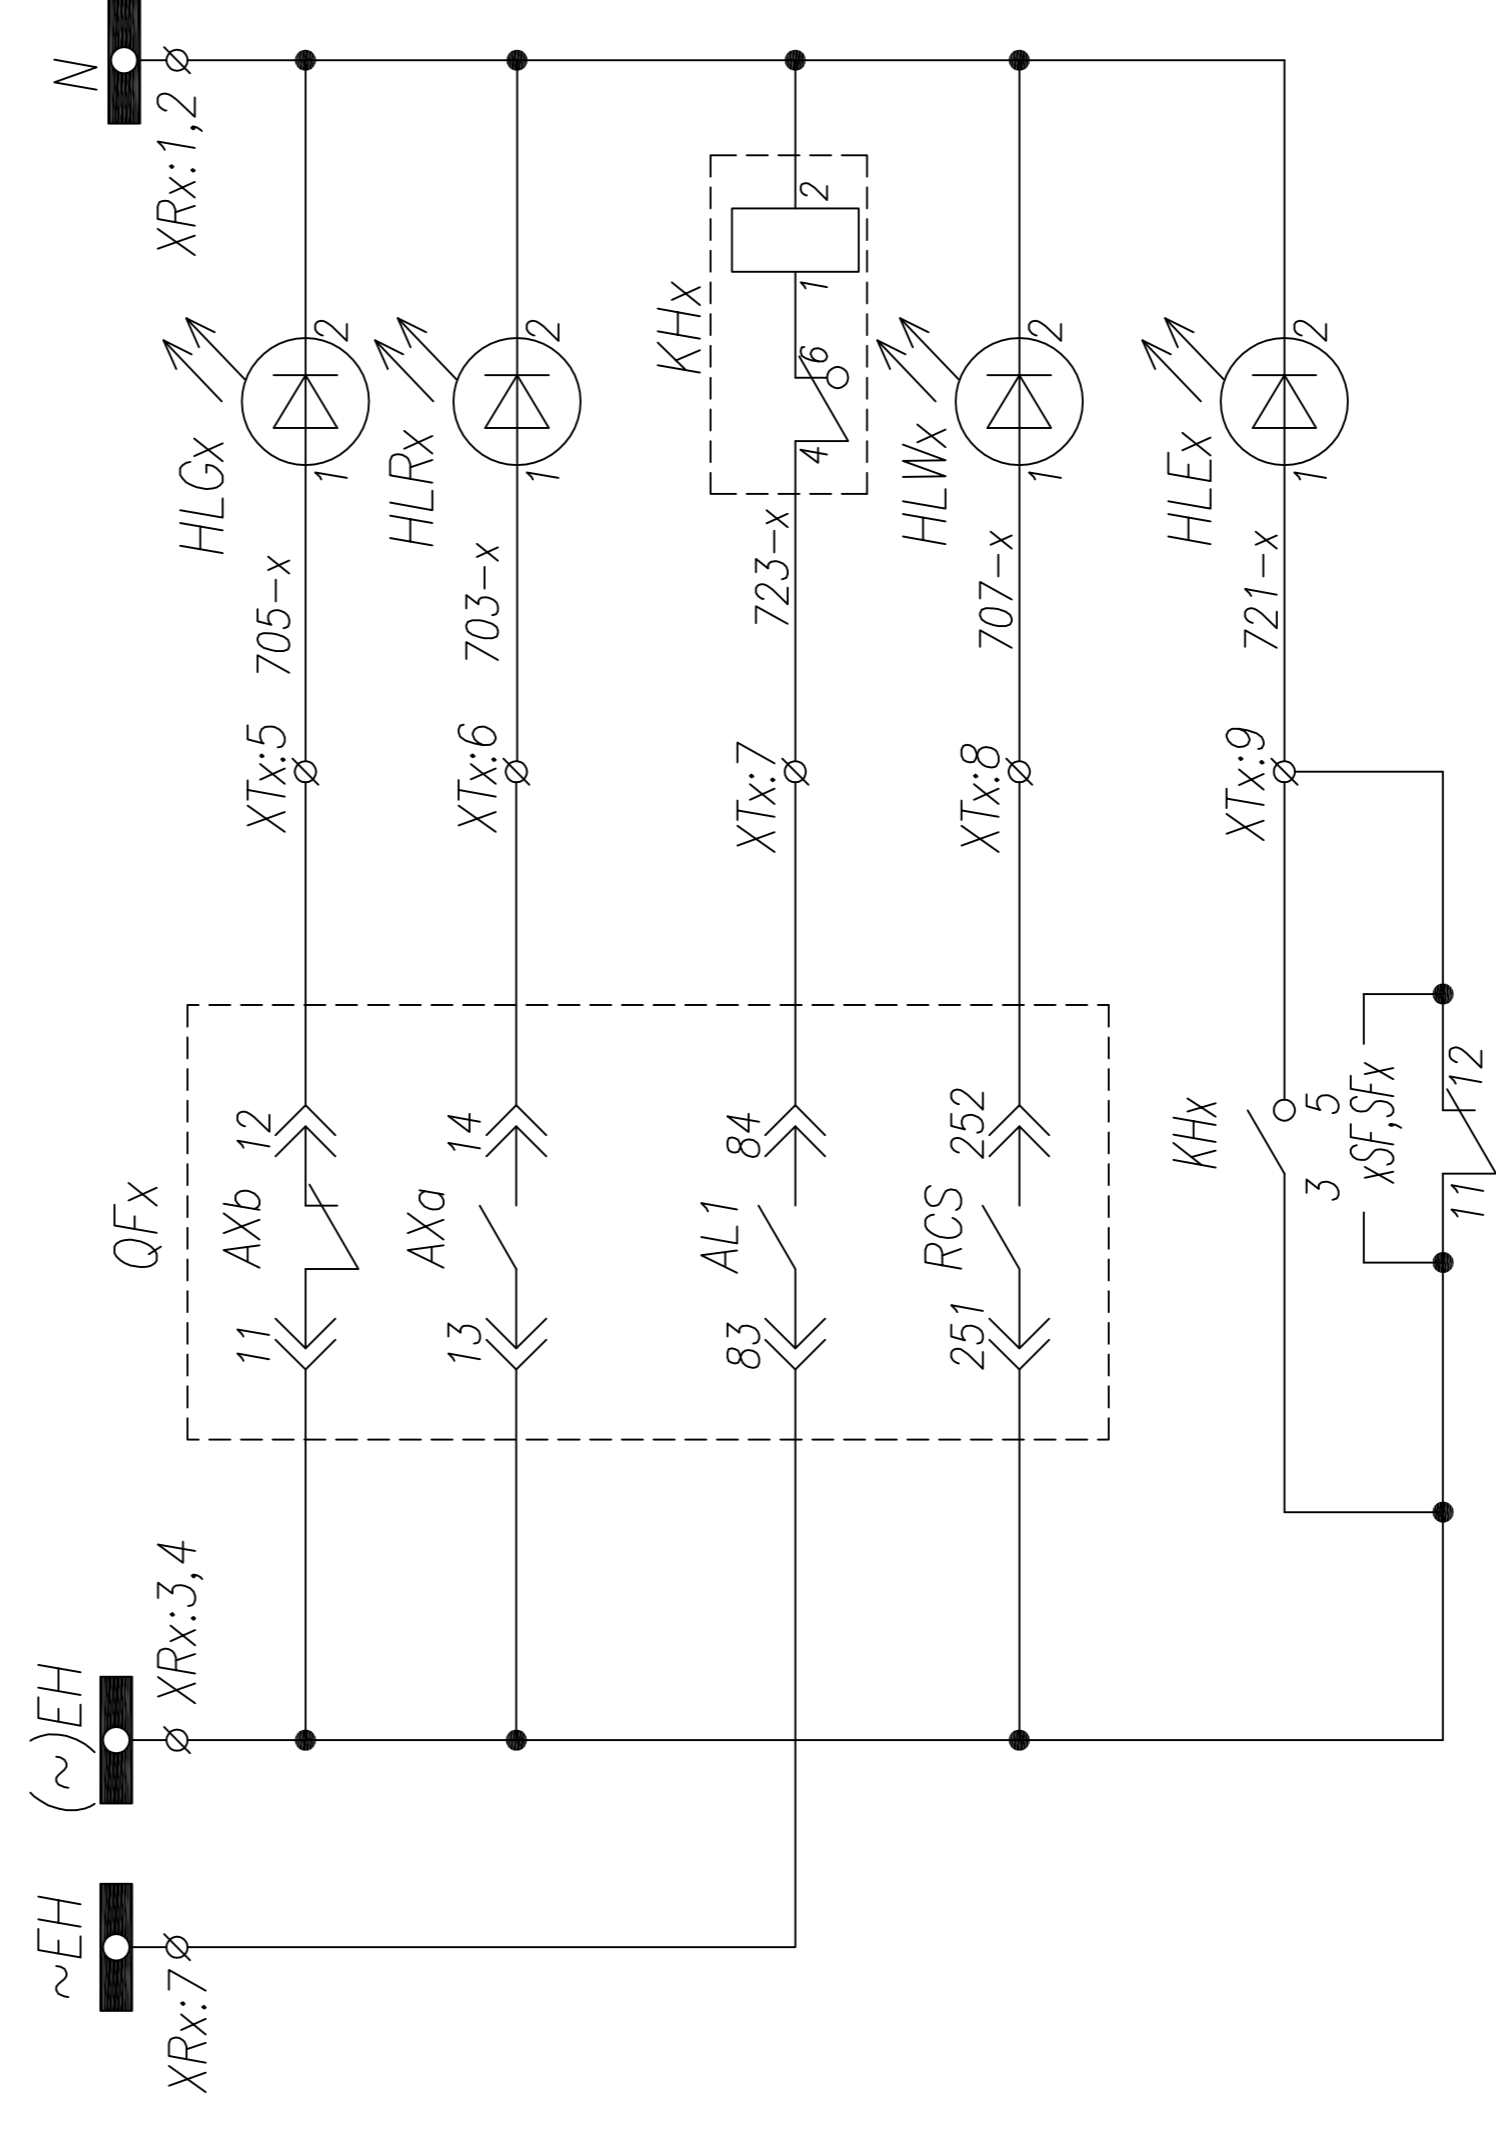 ~EH
XRx:7
(~)EH
XRx:3,4
N
XRx:1,2
QFx
11
AXb
12
XTx:5
705-x
HLGx
1
2
13
AXa
14
XTx:6
703-x
HLRx
1
2
83
AL1
84
XTx:7
723-x
KHx
4
6
1
2
251
RCS
252
XTx:8
707-x
HLWx
1
2
KHx
3
5
XTx:9
721-x
HLEx
1
2
xSF,SFx
11
12